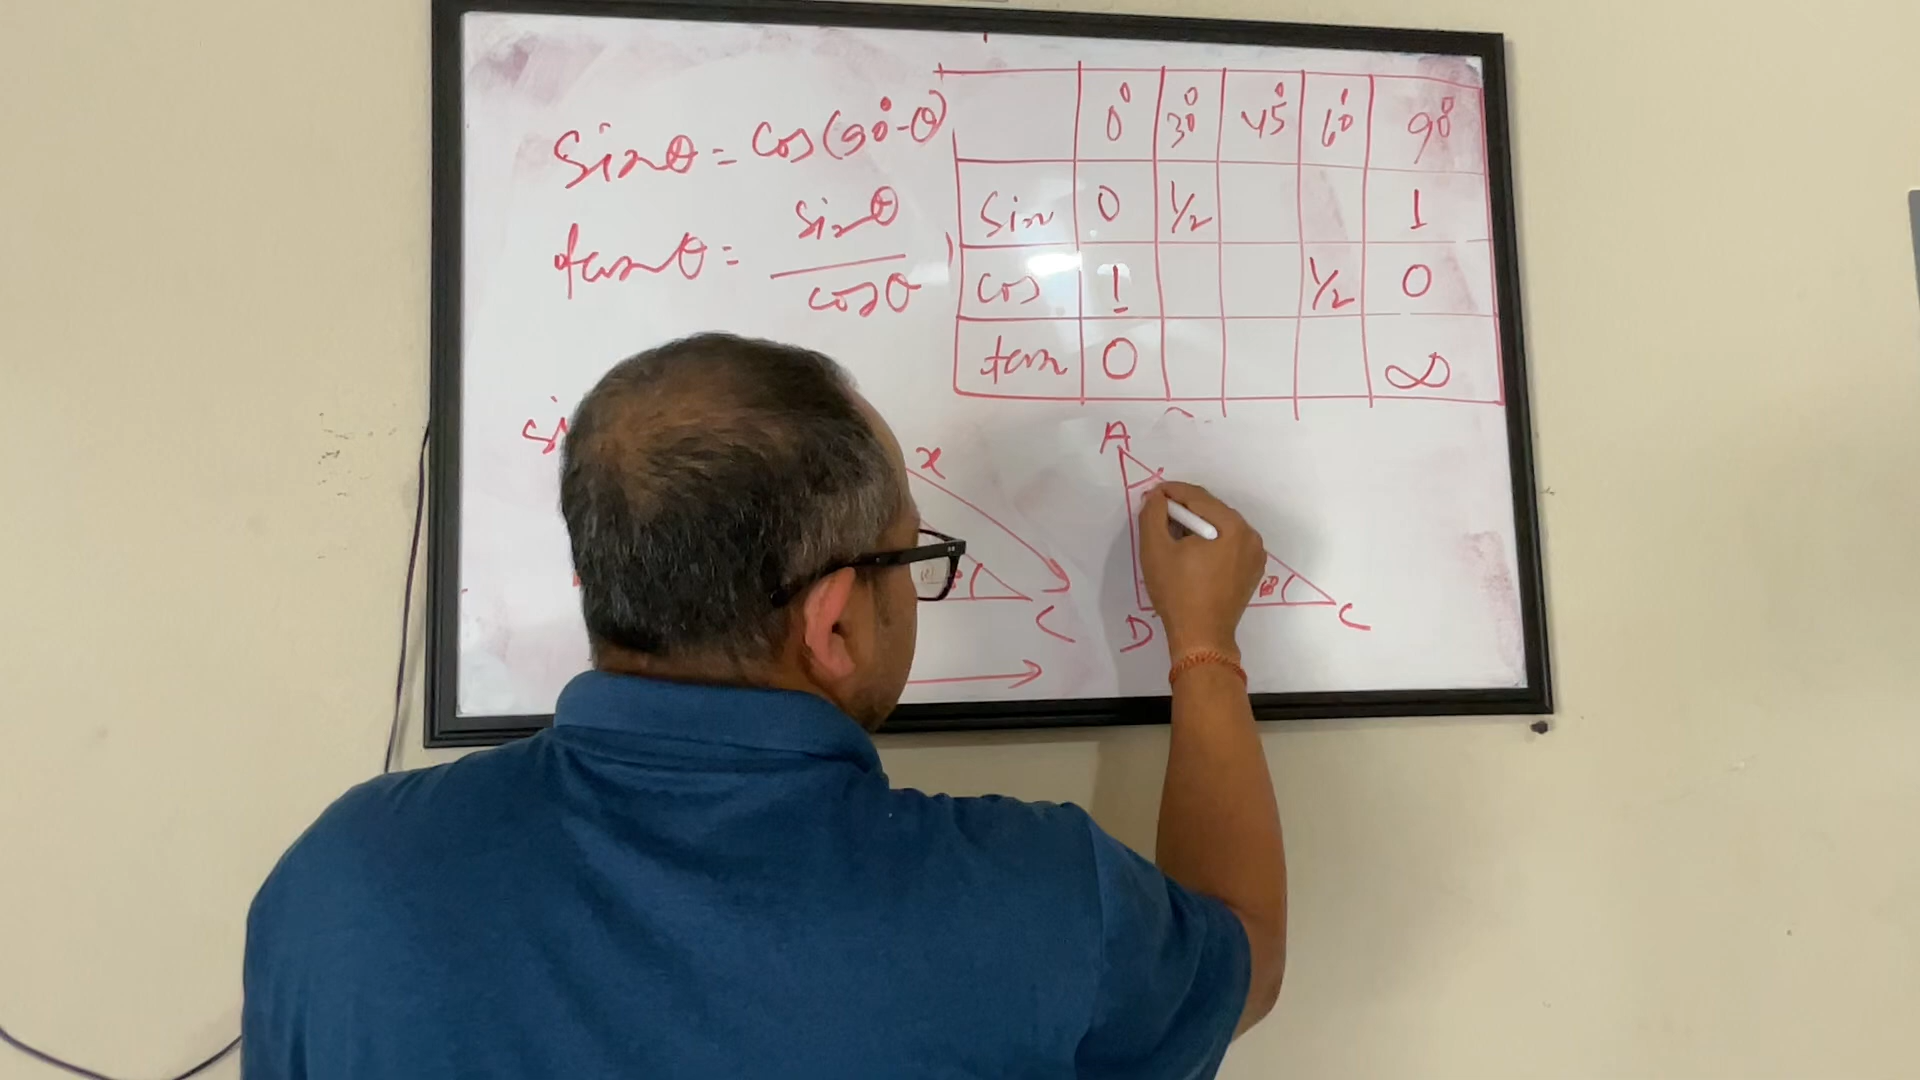 sinθ = cos(90°-θ)
tanθ = sinθ / cosθ
0° 30° 45° 60° 90°
sin 0 1/2 1
cos 1 1/2 0
tan 0 ∞
si
x
C
A
D
C